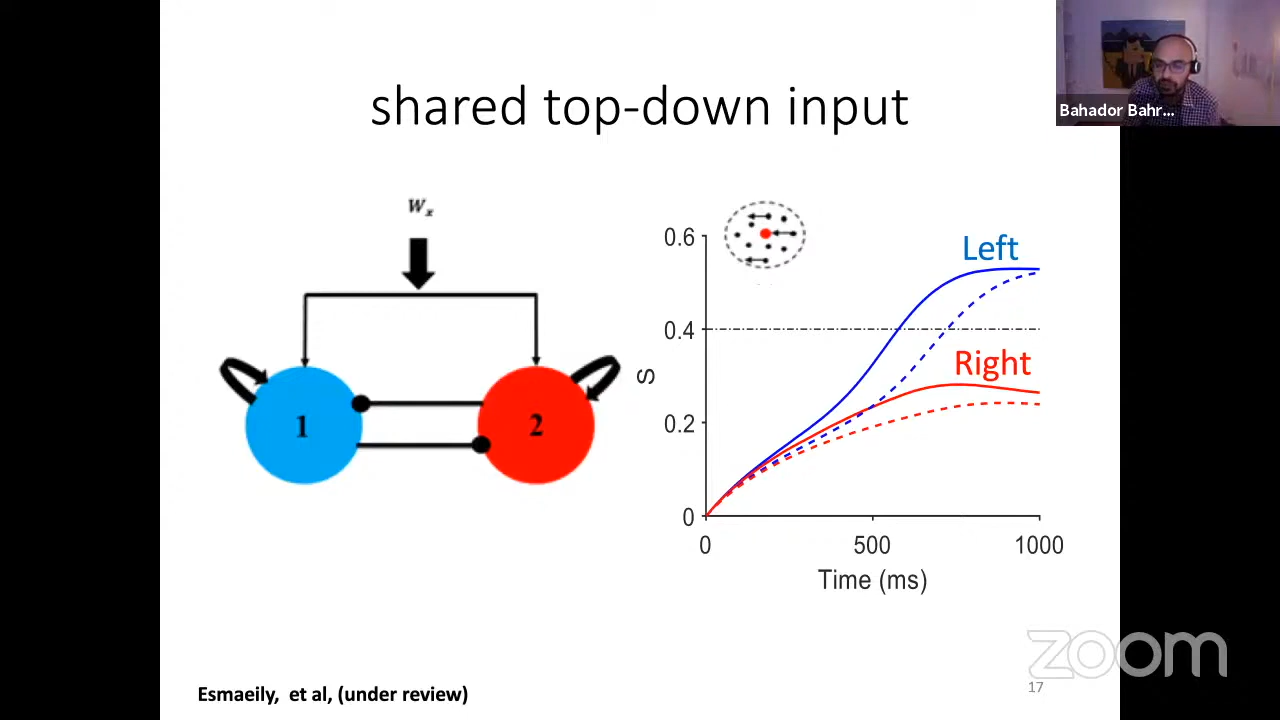 shared top-down input
Bahador Bahr...
Wx
1
2
S
0.6
0.4
0.2
0
Left
Right
0
500
1000
Time (ms)
zoom
17
Esmaeily, et al, (under review)